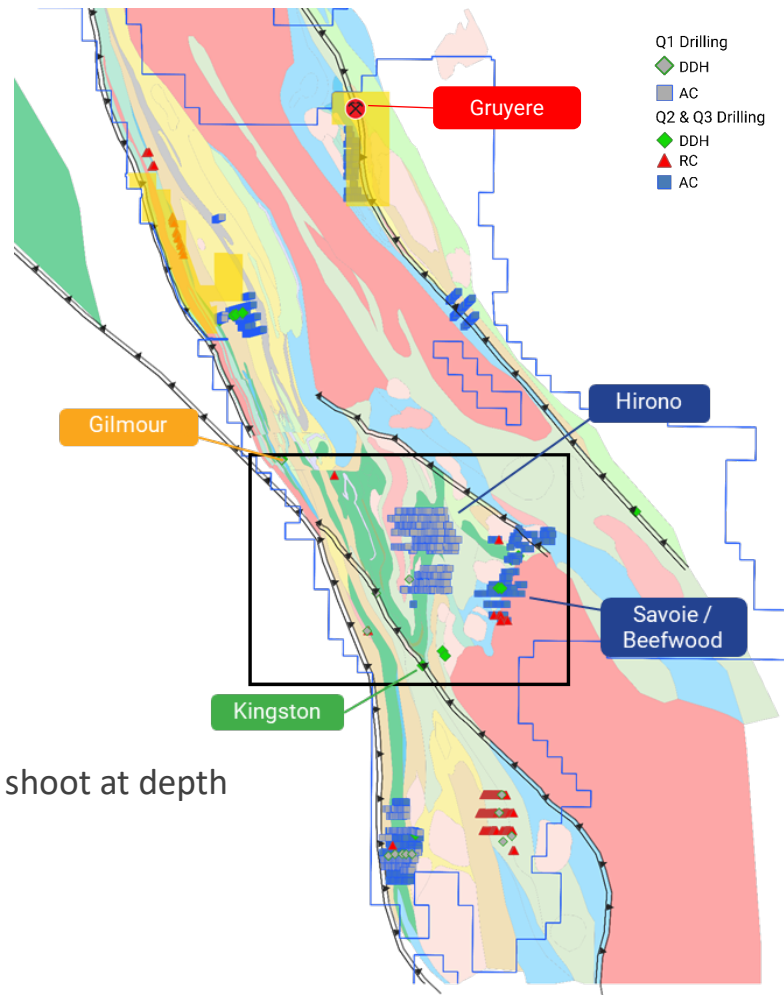 Q1 Drilling
DDH
AC
Q2 & Q3 Drilling
DDH
RC
AC
Gruyere
Hirono
Gilmour
Savoie /
Beefwood
Kingston
shoot at depth